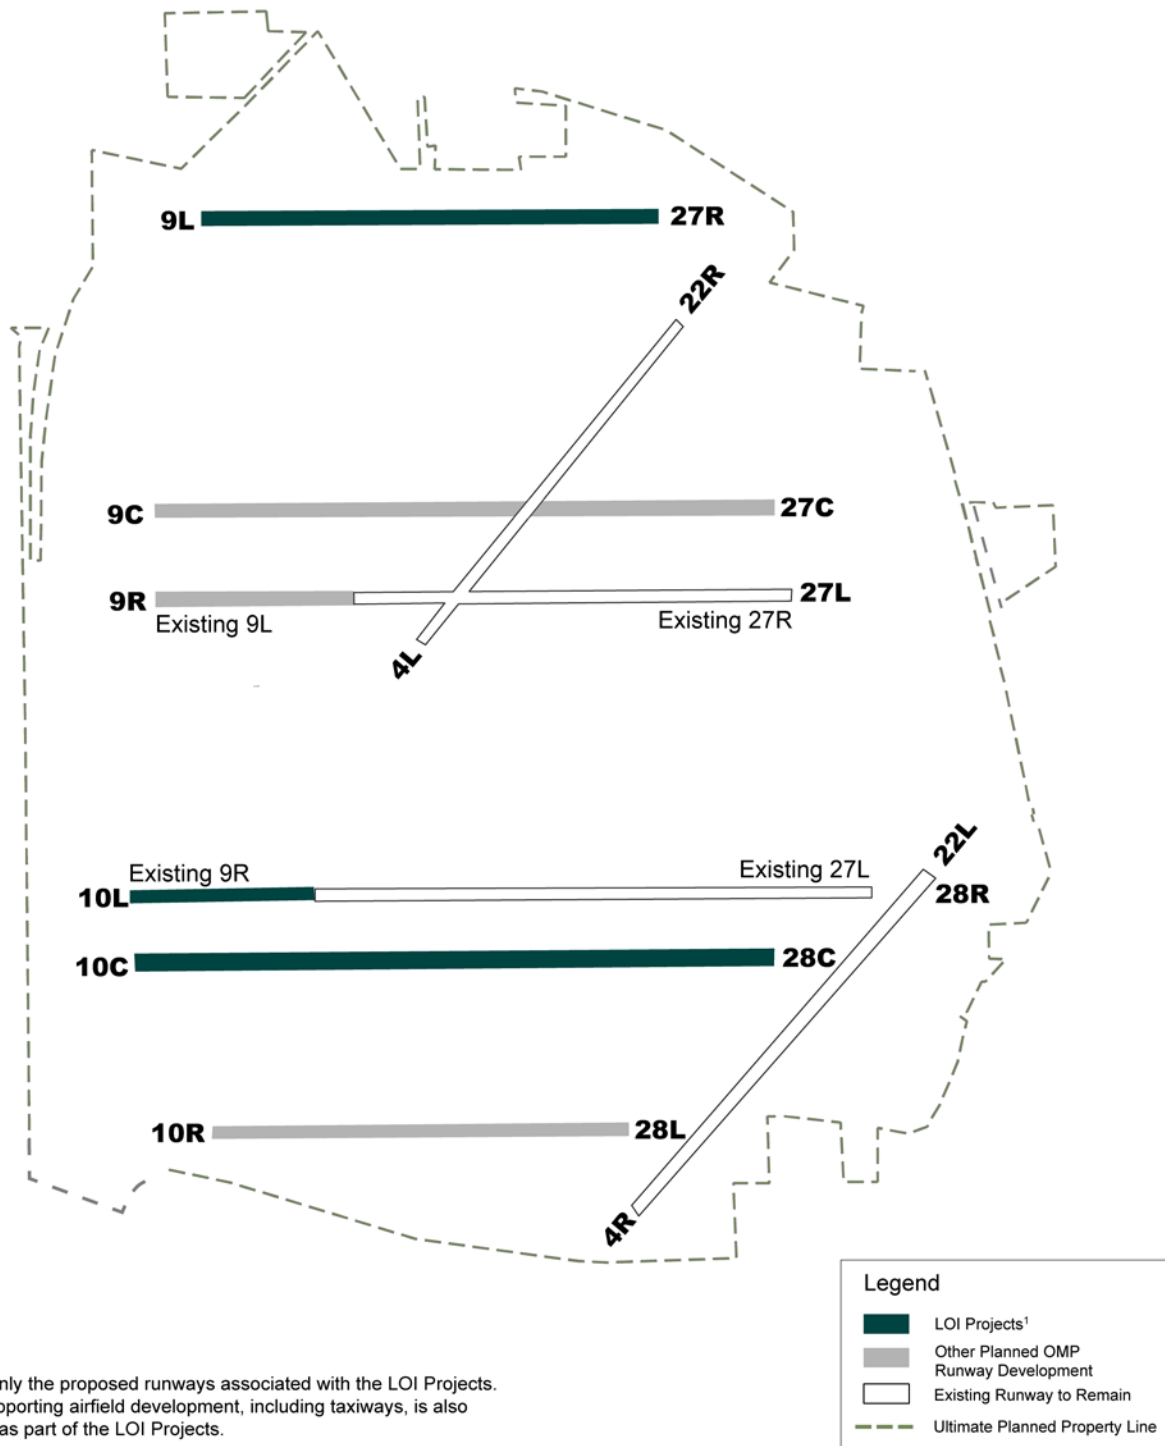 9L
27R
22R
9C
27C
9R
27L
Existing 9L
Existing 27R
4L
22L
Existing 9R
Existing 27L
10L
28R
10C
28C
10R
28L
4R
Legend
LOI Projects¹
Other Planned OMP
Runway Development
Existing Runway to Remain
Ultimate Planned Property Line
only the proposed runways associated with the LOI Projects.
airfield development, including taxiways, is also
as part of the LOI Projects.